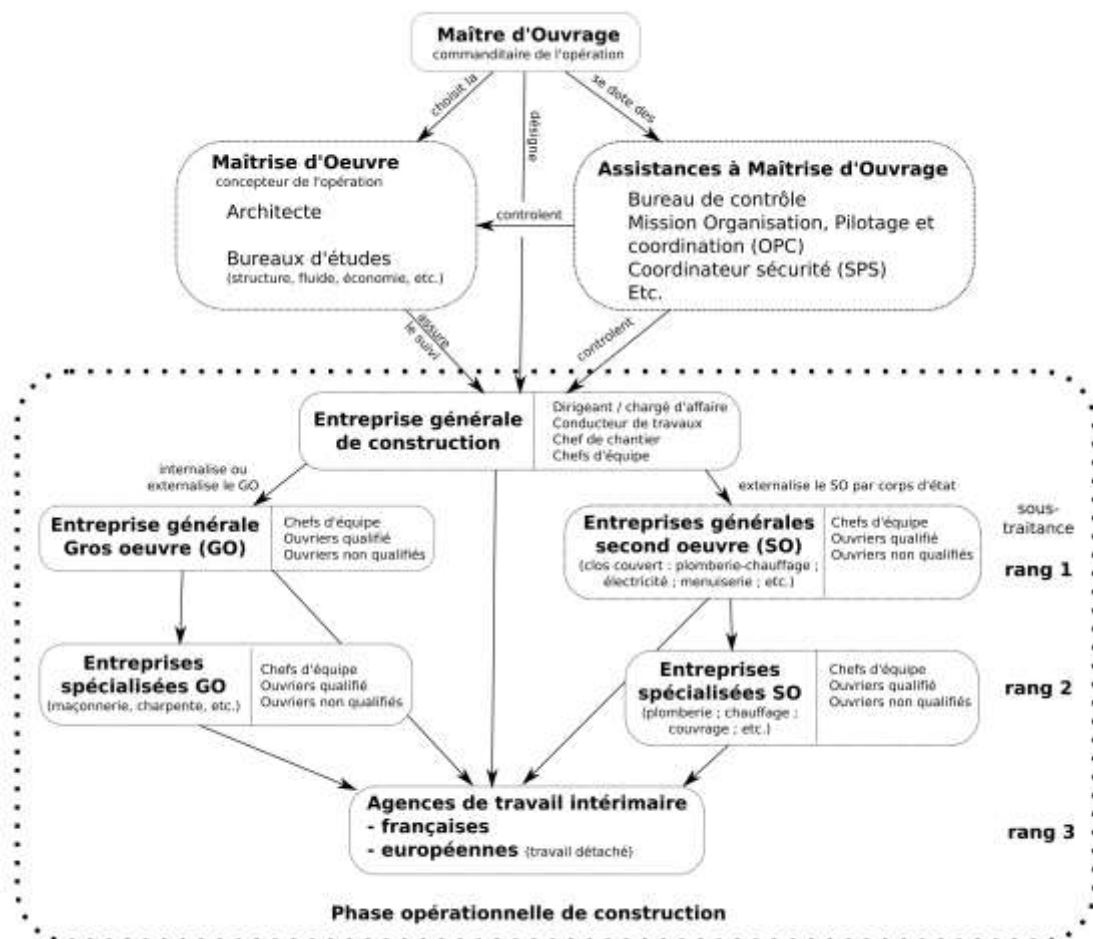 Maître d'Ouvrage
commanditaire de l'opération
choisit la
désigne
se dote des
Maîtrise d'Oeuvre
concepteur de l'opération
Architecte
Bureaux d'études
(structure, fluide, économie, etc.)
controlent
Assistances à Maîtrise d'Ouvrage
Bureau de contrôle
Mission Organisation, Pilotage et
coordination (OPC)
Coordinateur sécurité (SPS)
Etc.
assure
le suivi
controlent
Entreprise générale
de construction
Dirigeant / chargé d'affaire
Conducteur de travaux
Chef de chantier
Chefs d'équipe
internalise ou
externalise le GO
externalise le SO par corps d'état
sous-
traitance
Entreprise générale
Gros oeuvre (GO)
Chefs d'équipe
Ouvriers qualifié
Ouvriers non qualifiés
Entreprises générales
second oeuvre (SO)
(clos couvert : plomberie-chauffage ;
électricité ; menuiserie ; etc.)
Chefs d'équipe
Ouvriers qualifié
Ouvriers non qualifiés
rang 1
Entreprises
spécialisées GO
(maçonnerie, charpente, etc.)
Chefs d'équipe
Ouvriers qualifié
Ouvriers non qualifiés
Entreprises
spécialisées SO
(plomberie ; chauffage ;
couvrage ; etc.)
Chefs d'équipe
Ouvriers qualifié
Ouvriers non qualifiés
rang 2
Agences de travail intérimaire
- françaises
- européennes (travail détaché)
rang 3
Phase opérationnelle de construction